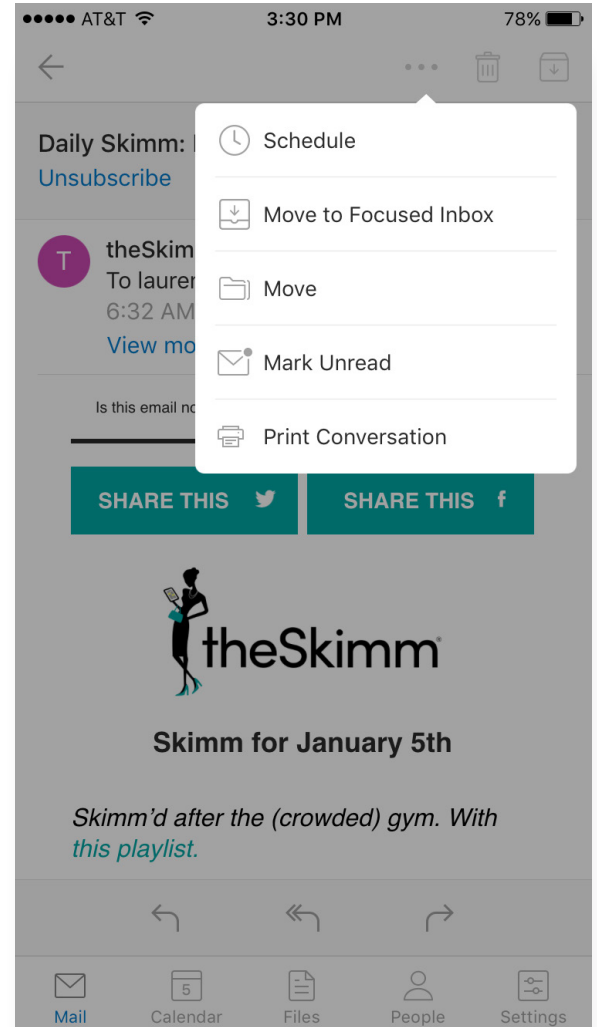 AT&T 3:30 PM 78%
Daily Skimm:
Unsubscribe
Schedule
Move to Focused Inbox
Move
Mark Unread
Print Conversation
T
theSkim
To lauren
6:32 AM
View mo
Is this email no
SHARE THIS SHARE THIS f
theSkimm®
Skimm for January 5th
Skimm'd after the (crowded) gym. With
this playlist.
5
Mail Calendar Files People Settings